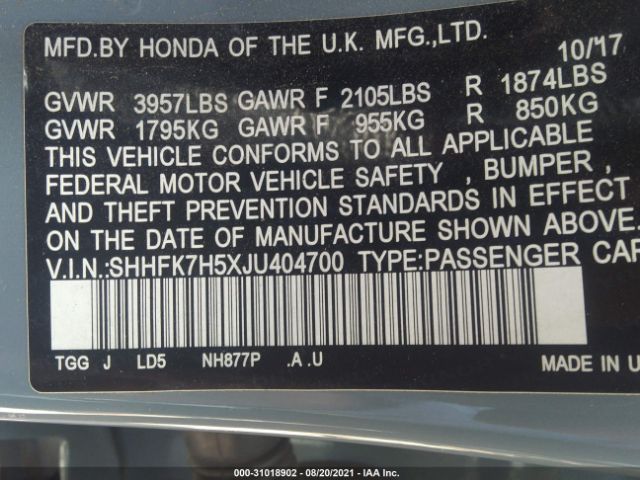 MFD.BY HONDA OF THE U.K. MFG.,LTD. 10/17
GVWR 3957LBS GAWR F 2105LBS R 1874LBS
GVWR 1795KG GAWR F 955KG R 850KG
THIS VEHICLE CONFORMS TO ALL APPLICABLE
FEDERAL MOTOR VEHICLE SAFETY , BUMPER ,
AND THEFT PREVENTION STANDARDS IN EFFECT
ON THE DATE OF MANUFACTURE SHOWN ABOVE.
V.I.N.:SHHFK7H5XJU404700 TYPE:PASSENGER CAR
TGG J LD5 NH877P .A .U MADE IN U
000-31018902 — 08/20/2021 — IAA Inc.